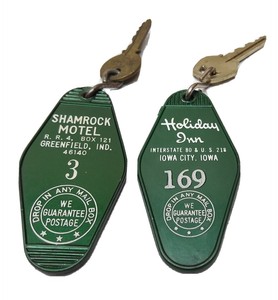 SHAMROCK
MOTEL
R. R. 4, BOX 121
GREENFIELD, IND.
46140
3
DROP IN ANY MAIL BOX
WE
GUARANTEE
POSTAGE
Holiday
Inn
INTERSTATE 80 & U. S. 218
IOWA CITY, IOWA
169
DROP IN ANY MAIL BOX
WE
GUARANTEE
POSTAGE